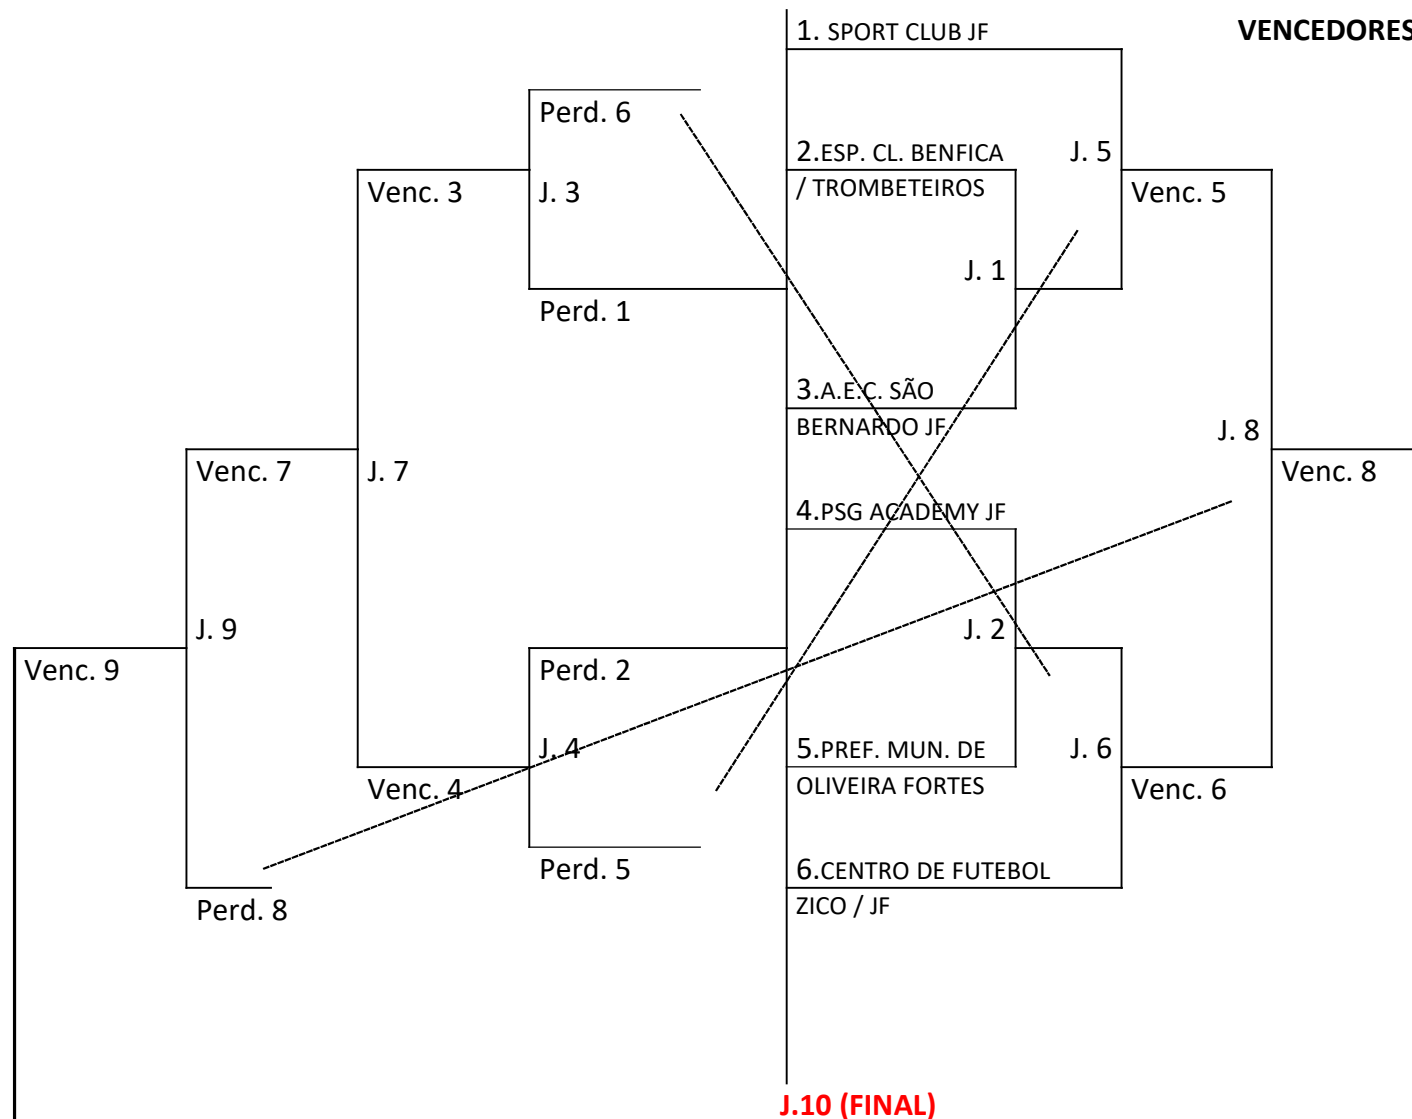 1. SPORT CLUB JF
VENCEDORES
Perd. 6
2.ESP. CL. BENFICA
/ TROMBETEIROS
J. 5
Venc. 3
J. 3
Venc. 5
J. 1
Perd. 1
3.A.E.C. SÃO
BERNARDO JF
J. 8
Venc. 7
J. 7
Venc. 8
4.PSG ACADEMY JF
J. 9
J. 2
Venc. 9
Perd. 2
J. 4
5.PREF. MUN. DE
OLIVEIRA FORTES
J. 6
Venc. 4
Venc. 6
Perd. 5
6.CENTRO DE FUTEBOL
ZICO / JF
Perd. 8
J.10 (FINAL)